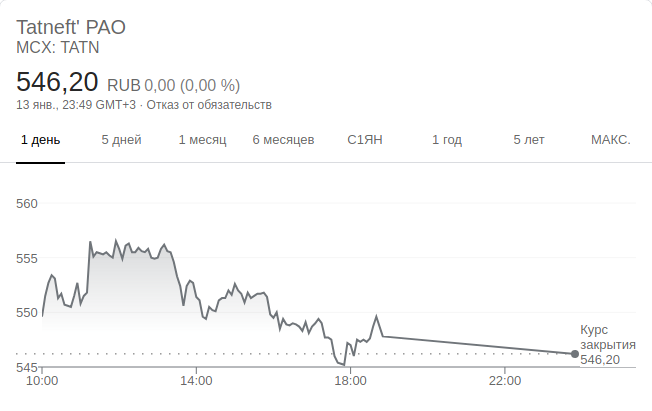 Tatneft' PAO
MCX: TATN
546,20 RUB 0,00 (0,00 %)
13 янв., 23:49 GMT+3 · Отказ от обязательств
1 день 5 дней 1 месяц 6 месяцев С1ЯН 1 год 5 лет МАКС.
560
555
550
545
Курс
закрытия
546,20
10:00 14:00 18:00 22:00